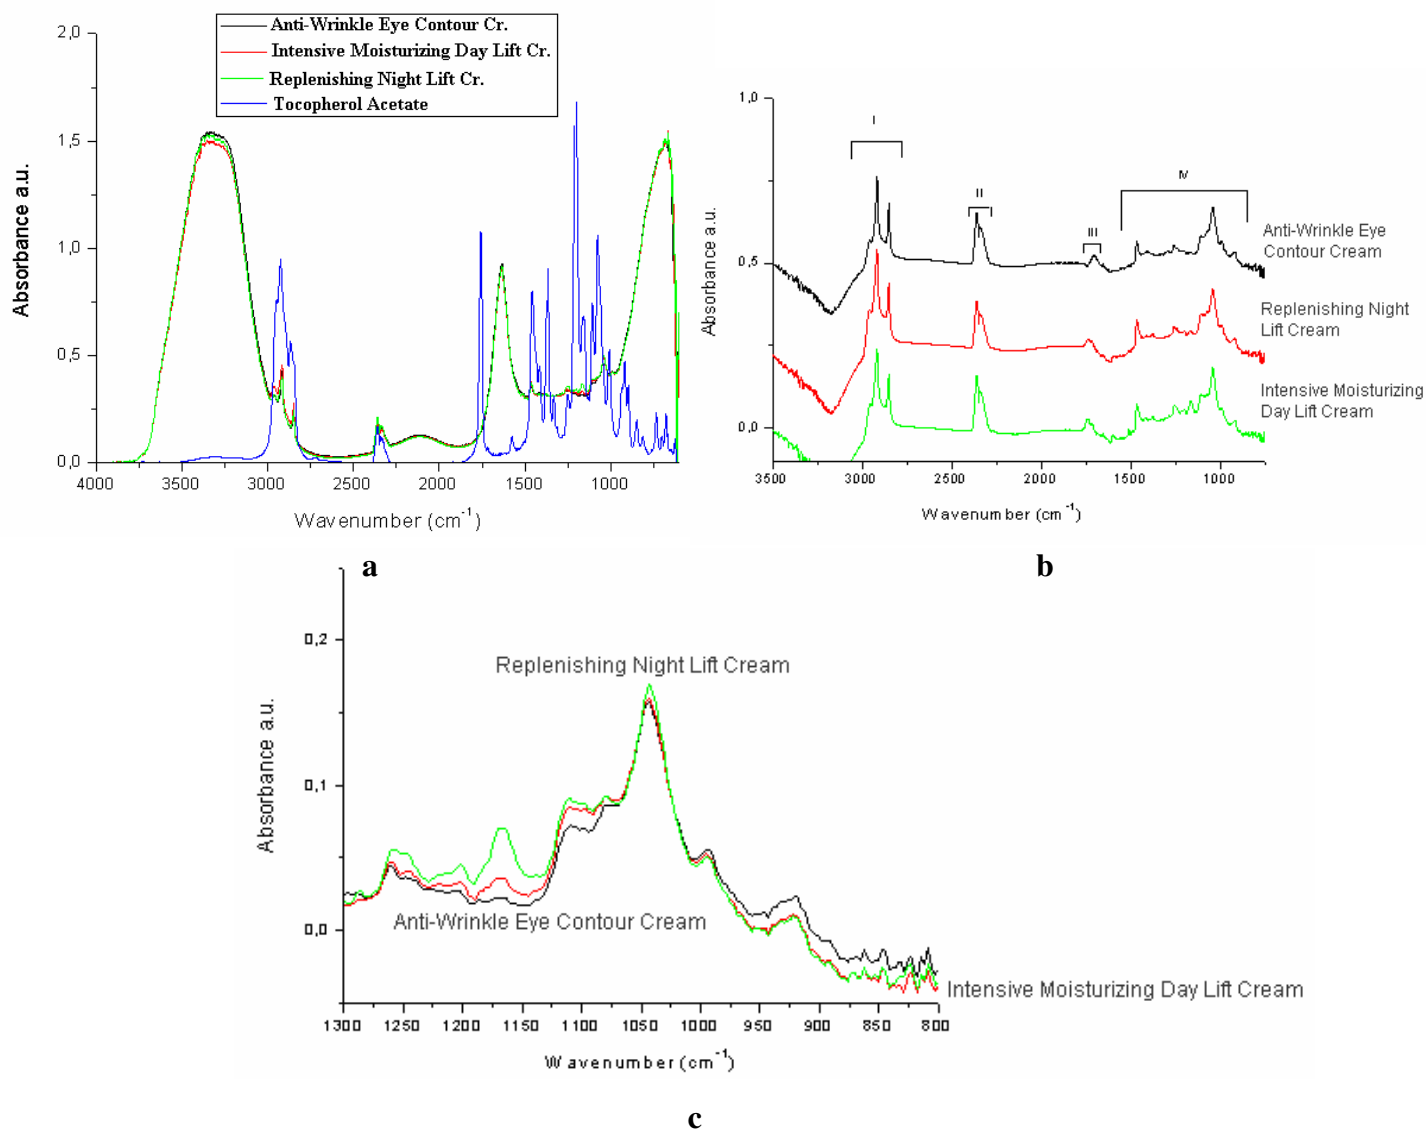 Anti-Wrinkle Eye Contour Cr.
Intensive Moisturizing Day Lift Cr.
Replenishing Night Lift Cr.
Tocopherol Acetate
2,0
1,5
1,0
0,5
0,0
Absorbance a.u.
4000 3500 3000 2500 2000 1500 1000
Wavenumber (cm-1)
a
1,0
0,5
0,0
Absorbance a.u.
I
II
III
IV
Anti-Wrinkle Eye
Contour Cream
Replenishing Night
Lift Cream
Intensive Moisturizing
Day Lift Cream
3500 3000 2500 2000 1500 1000
Wavenumber (cm-1)
b
0,2
0,1
0,0
Absorbance a.u.
Replenishing Night Lift Cream
Anti-Wrinkle Eye Contour Cream
Intensive Moisturizing Day Lift Cream
1300 1250 1200 1150 1100 1050 1000 950 900 850 800
Wavenumber (cm-1)
c